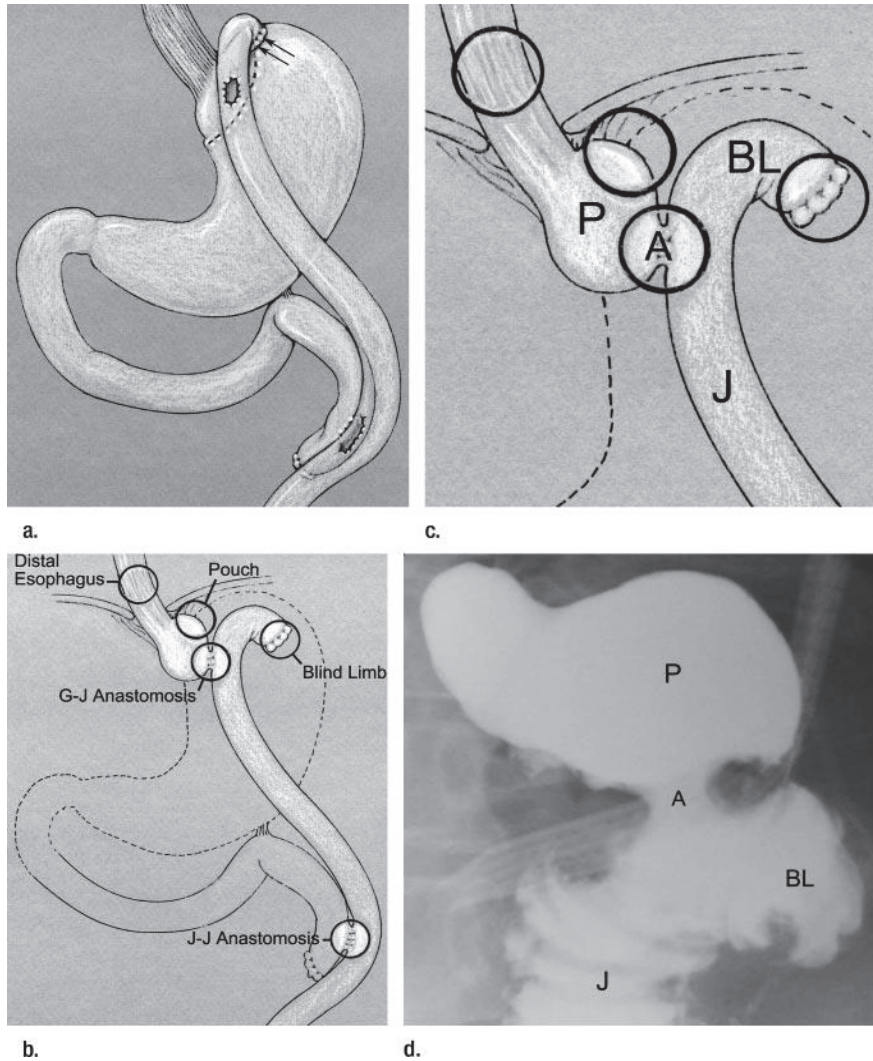 a.
P
A
BL
J
c.
Distal
Esophagus
Pouch
G-J Anastomosis
Blind Limb
J-J Anastomosis
b.
P
A
BL
J
d.